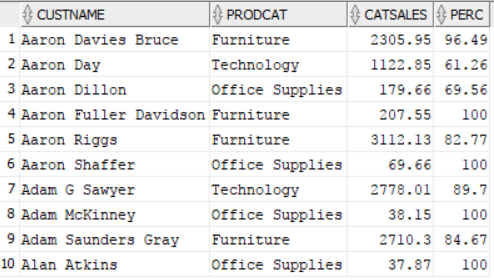 CUSTNAME PRODCAT CATSALES PERC
1 Aaron Davies Bruce Furniture 2305.95 96.49
2 Aaron Day Technology 1122.85 61.26
3 Aaron Dillon Office Supplies 179.66 69.56
4 Aaron Fuller Davidson Furniture 207.55 100
5 Aaron Riggs Furniture 3112.13 82.77
6 Aaron Shaffer Office Supplies 69.66 100
7 Adam G Sawyer Technology 2778.01 89.7
8 Adam McKinney Office Supplies 38.15 100
9 Adam Saunders Gray Furniture 2710.3 84.67
10 Alan Atkins Office Supplies 37.87 100